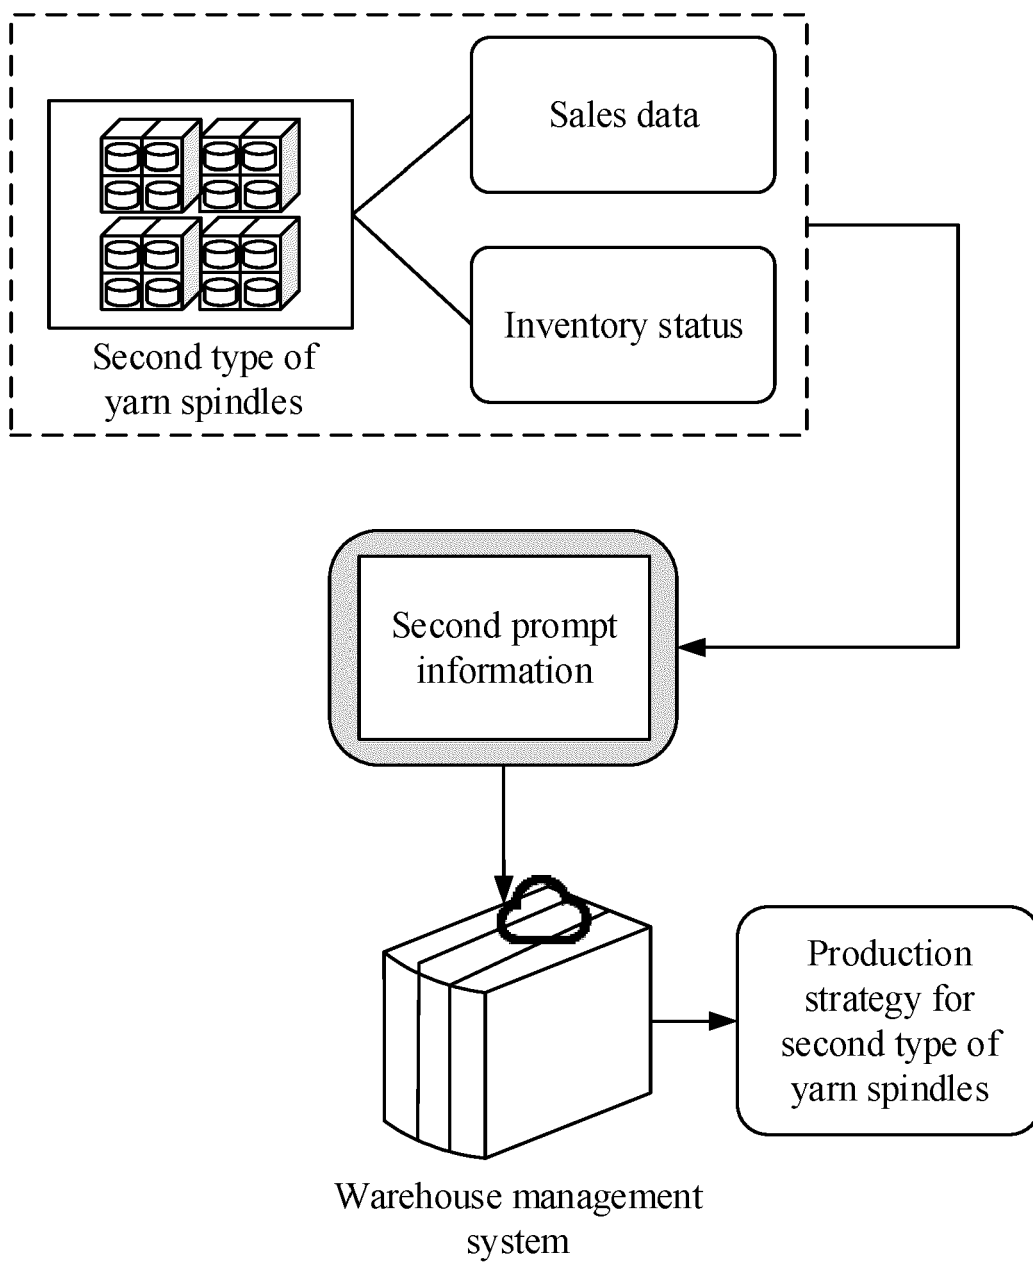 Sales data
Inventory status
Second type of
yarn spindles
Second prompt
information
Production
strategy for
second type of
yarn spindles
Warehouse management
system